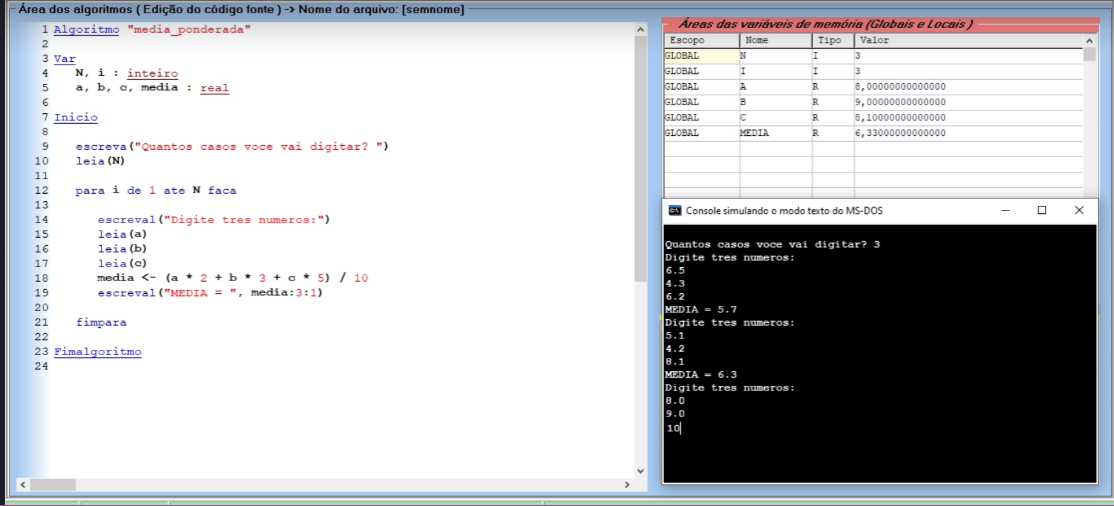 Área dos algoritmos ( Edição do código fonte ) -> Nome do arquivo: [semnome]
1 Algoritmo "media_ponderada"
2
3 Var
4 N, i : inteiro
5 a, b, c, media : real
6
7 Inicio
8
9 escreva("Quantos casos voce vai digitar? ")
10 leia(N)
11
12 para i de 1 ate N faca
13
14 escreval("Digite tres numeros:")
15 leia(a)
16 leia(b)
17 leia(c)
18 media <- (a * 2 + b * 3 + c * 5) / 10
19 escreval("MEDIA = ", media:3:1)
20
21 fimpara
22
23 Fimalgoritmo
24
Áreas das variáveis de memória (Globais e Locais )
Escopo Nome Tipo Valor
GLOBAL N I 3
GLOBAL I I 3
GLOBAL A R 8,00000000000000
GLOBAL B R 9,00000000000000
GLOBAL C R 8,10000000000000
GLOBAL MEDIA R 6,33000000000000
Console simulando o modo texto do MS-DOS
Quantos casos voce vai digitar? 3
Digite tres numeros:
6.5
4.3
6.2
MEDIA = 5.7
Digite tres numeros:
5.1
4.2
8.1
MEDIA = 6.3
Digite tres numeros:
8.0
9.0
10